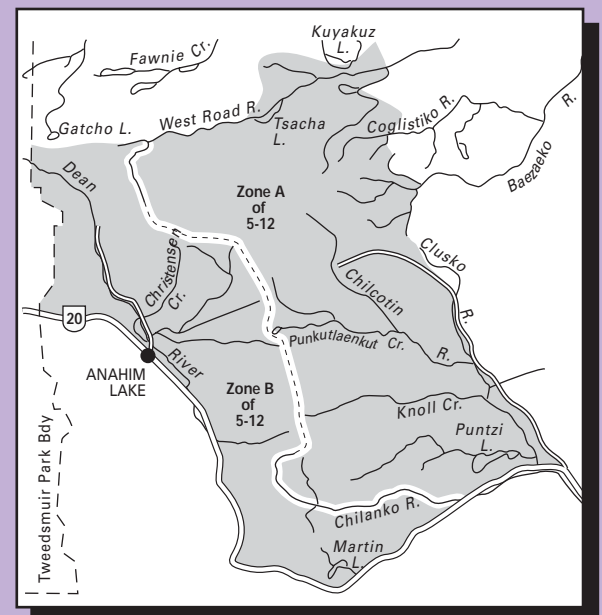 Kuyakuz
L.
Fawnie Cr.
West Road R.
Gatcho L.
Tsacha
L.
Coglistiko R.
Baezaeko
R.
Dean
Zone A
of
5-12
Christensen
Cr.
Clusko
R.
Chilcotin
R.
20
Punkutlaenkut Cr.
ANAHIM
LAKE
River
Zone B
of
5-12
Knoll Cr.
Puntzi
L.
Chilanko R.
Martin
L.
Tweedsmuir Park Bdy